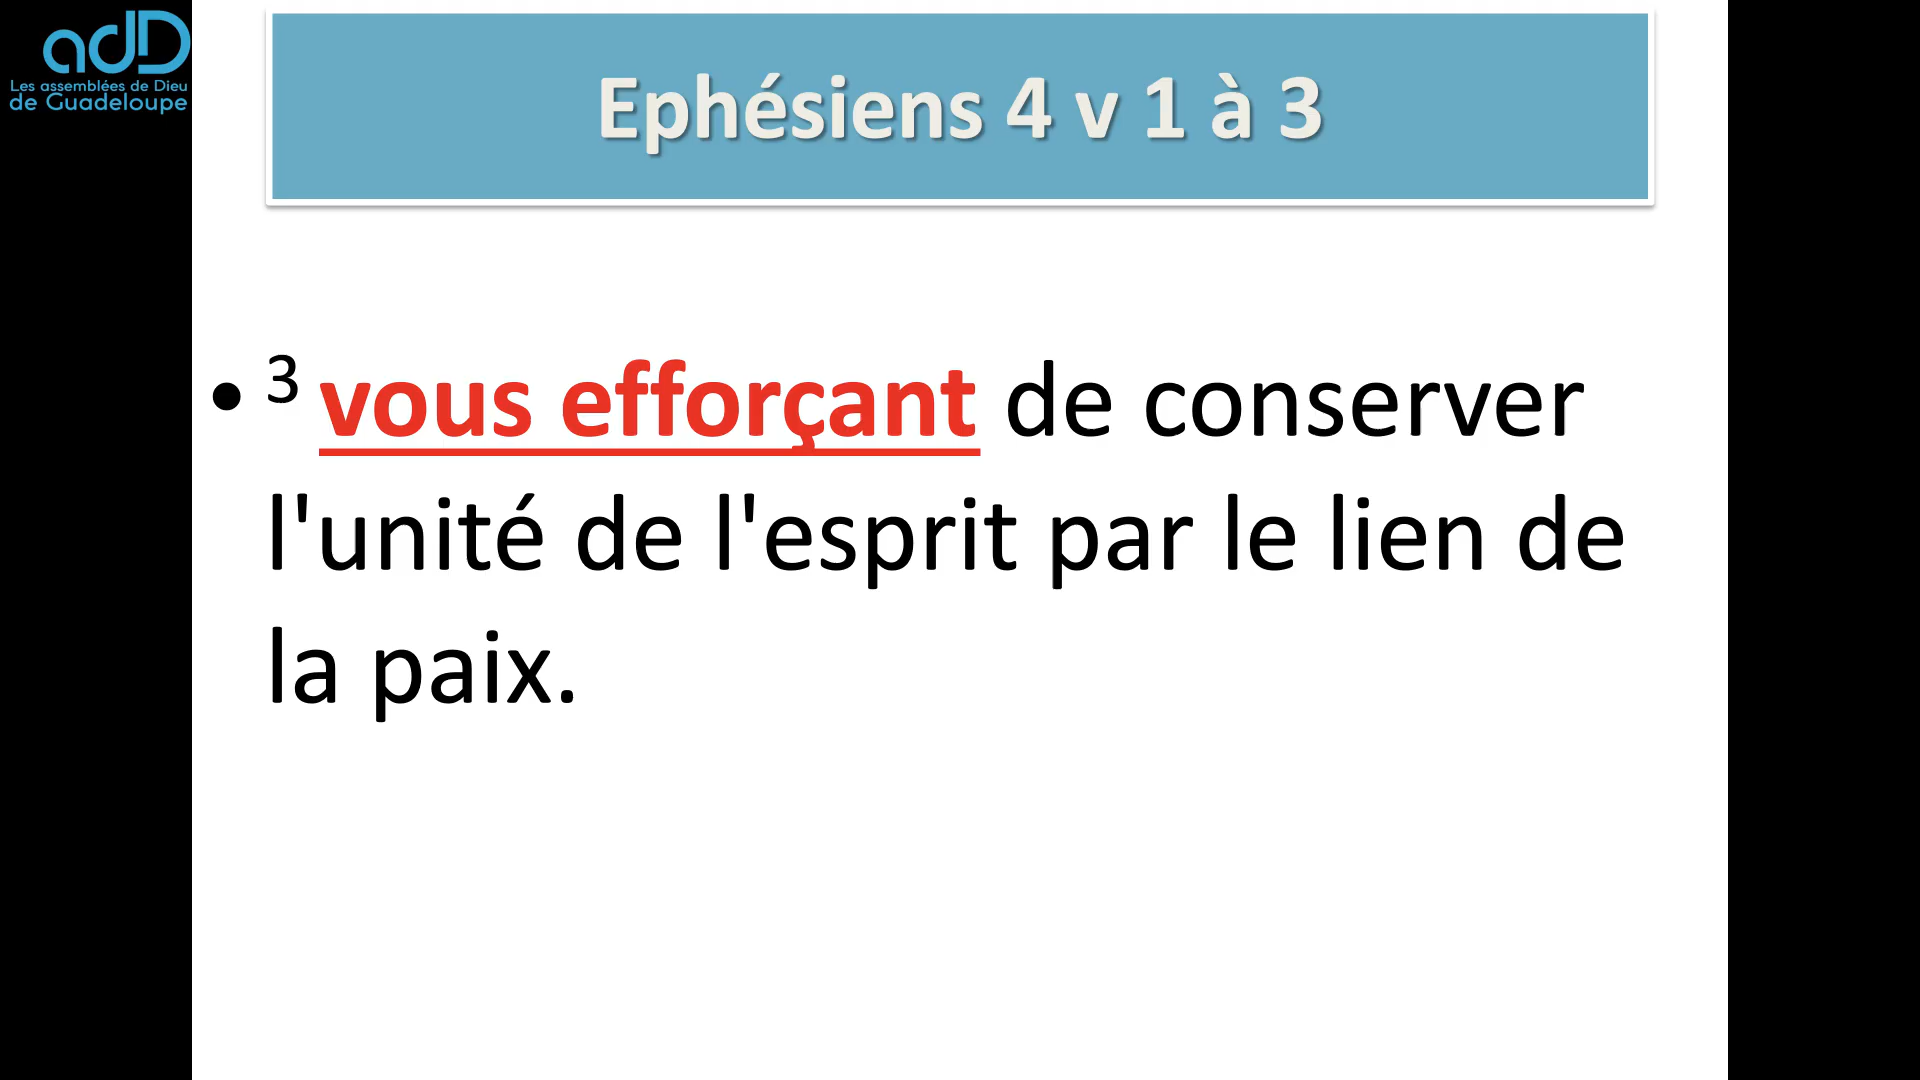 adD
Les assemblées de Dieu
de Guadeloupe
Ephésiens 4 v 1 à 3
• 3 vous efforçant de conserver
l'unité de l'esprit par le lien de
la paix.